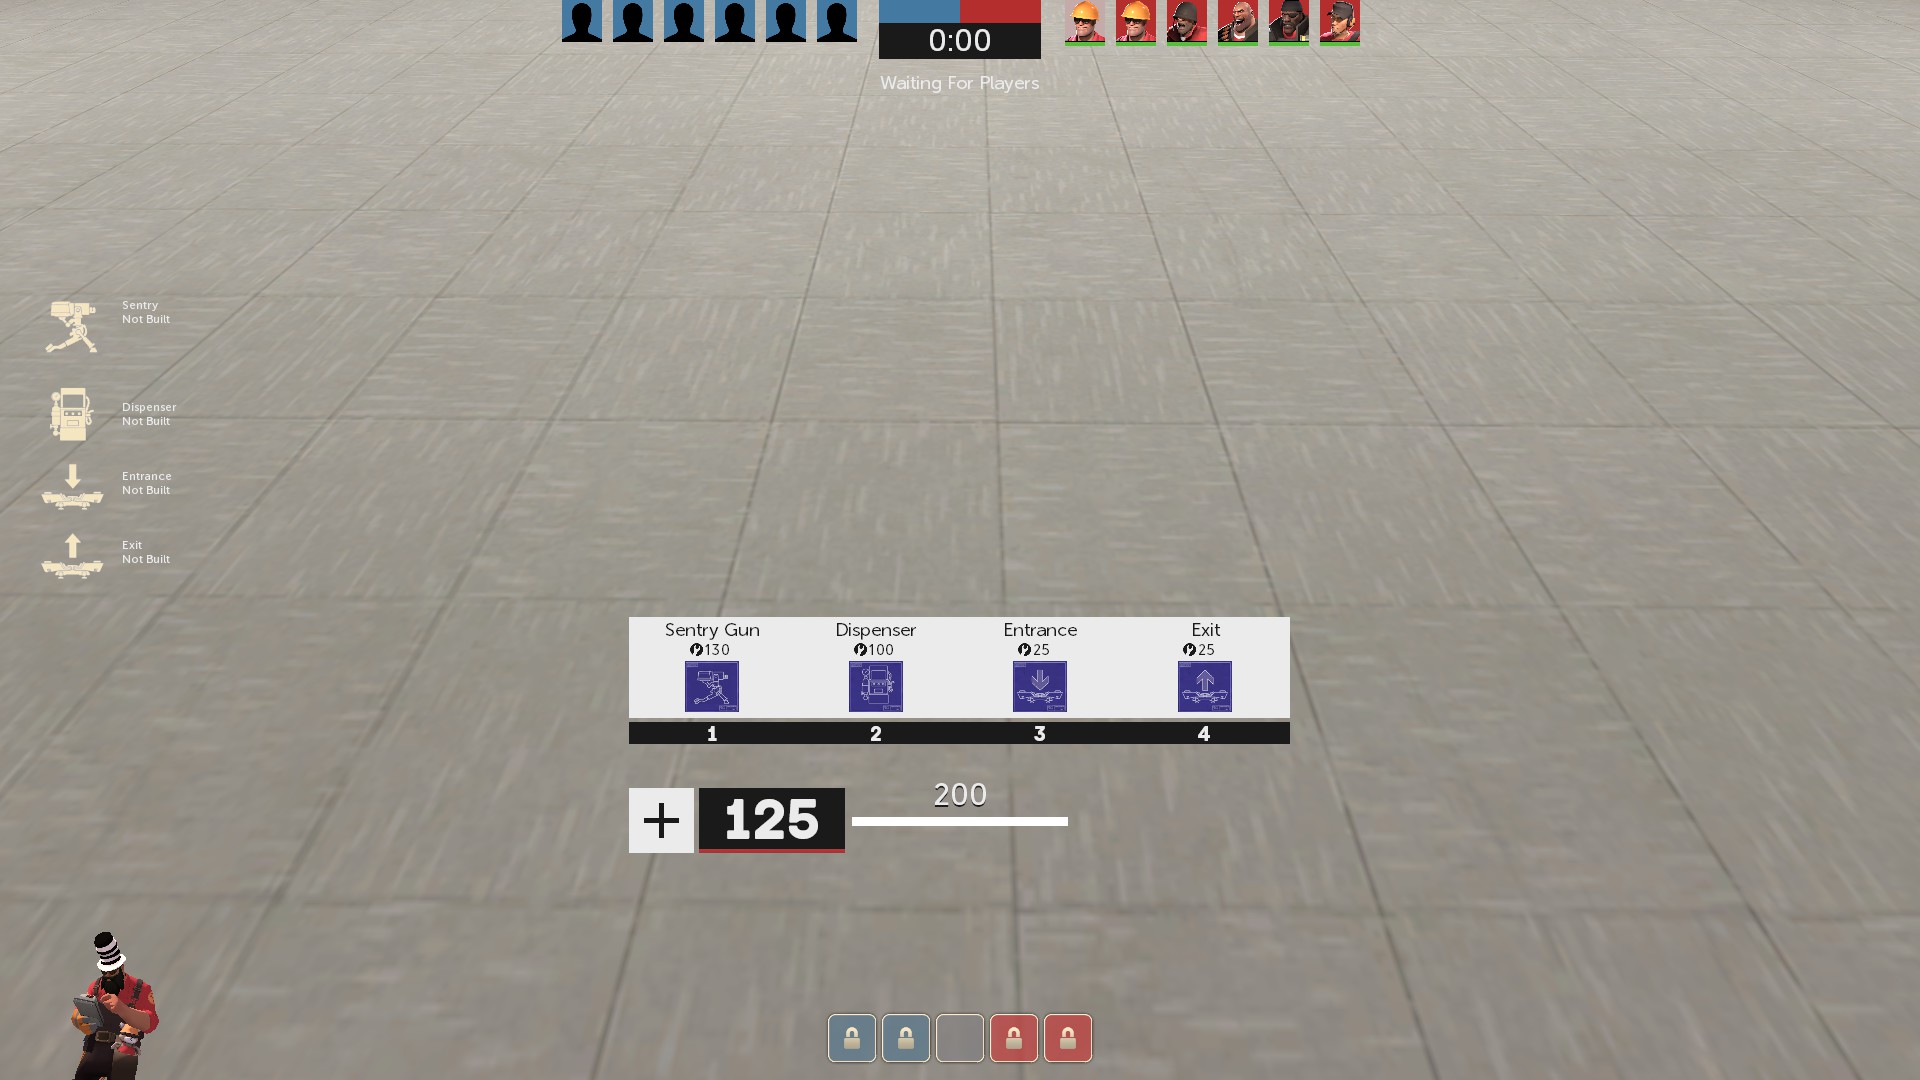 0:00
Waiting For Players
Sentry
Not Built
Dispenser
Not Built
Entrance
Not Built
Exit
Not Built
Sentry Gun Dispenser Entrance Exit
130 100 25 25
1 2 3 4
200
+ 125